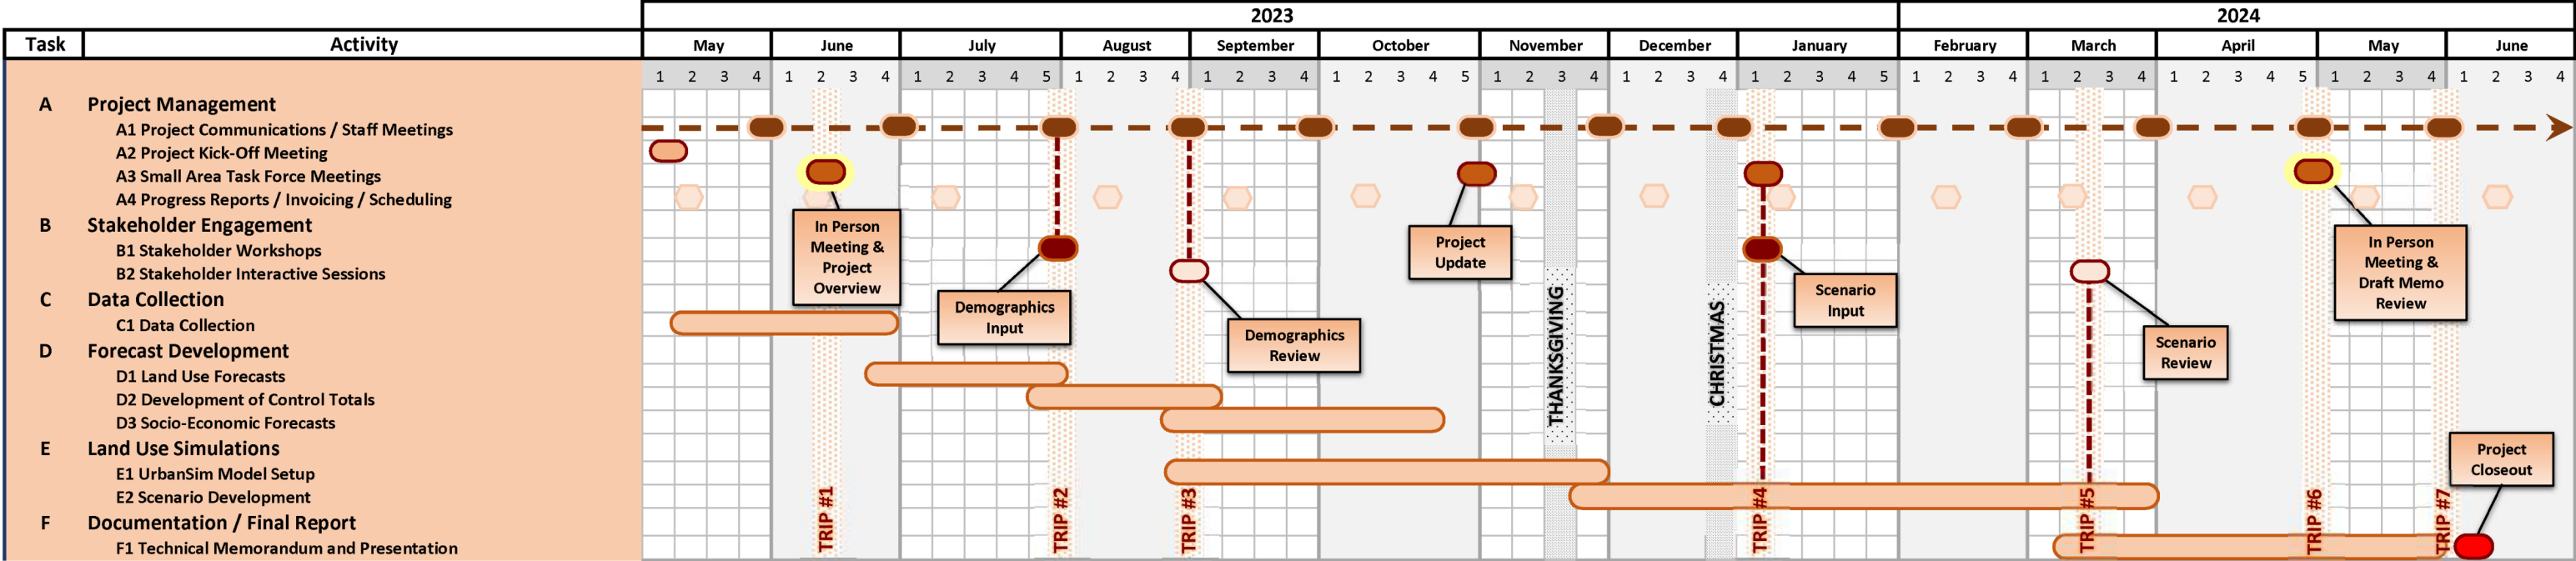 2023 2024
Task Activity May June July August September October November December January February March April May June
1 2 3 4 1 2 3 4 1 2 3 4 5 1 2 3 4 1 2 3 4 1 2 3 4 5 1 2 3 4 1 2 3 4 1 2 3 4 5 1 2 3 4 1 2 3 4 1 2 3 4 5 1 2 3 4 1 2 3 4
A Project Management
A1 Project Communications / Staff Meetings
A2 Project Kick-Off Meeting
A3 Small Area Task Force Meetings
A4 Progress Reports / Invoicing / Scheduling
B Stakeholder Engagement
B1 Stakeholder Workshops
B2 Stakeholder Interactive Sessions
C Data Collection
C1 Data Collection
D Forecast Development
D1 Land Use Forecasts
D2 Development of Control Totals
D3 Socio-Economic Forecasts
E Land Use Simulations
E1 UrbanSim Model Setup
E2 Scenario Development
F Documentation / Final Report
F1 Technical Memorandum and Presentation
In Person
Meeting &
Project
Overview
Demographics
Input
Demographics
Review
Project
Update
Scenario
Input
Scenario
Review
In Person
Meeting &
Draft Memo
Review
Project
Closeout
THANKSGIVING
CHRISTMAS
TRIP #1
TRIP #2
TRIP #3
TRIP #4
TRIP #5
TRIP #6
TRIP #7